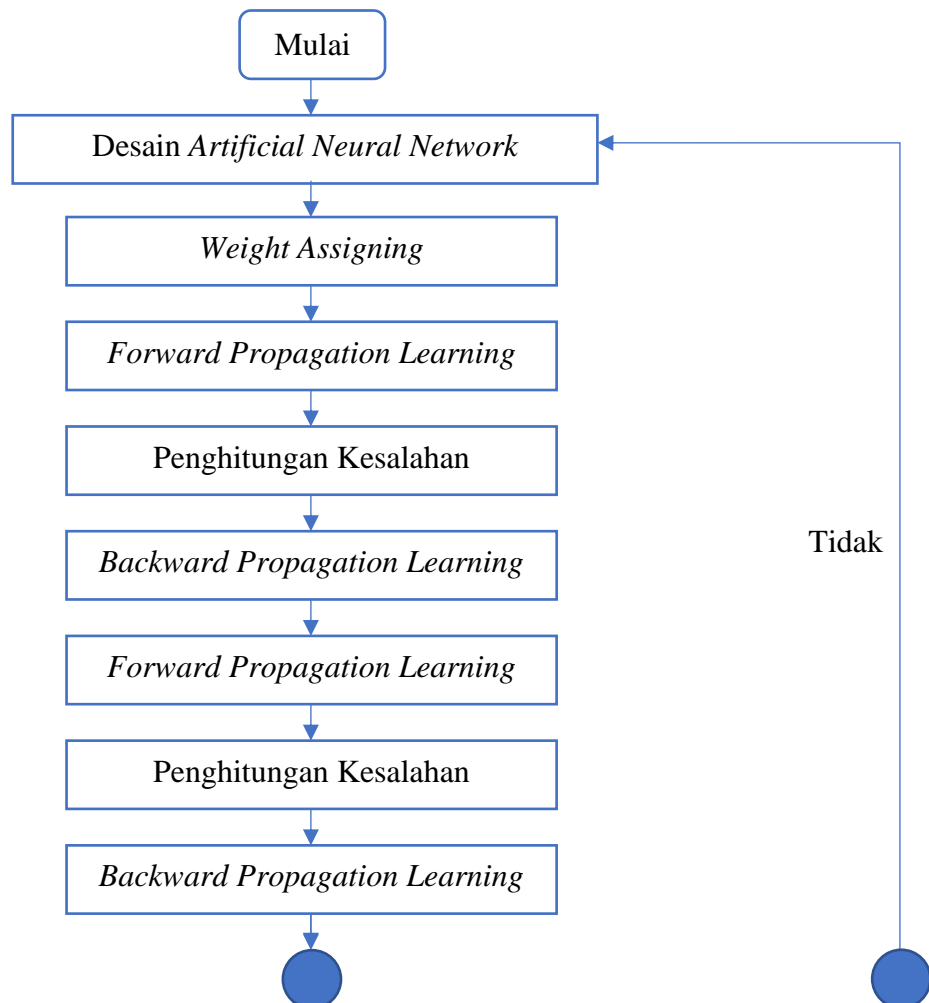 Mulai
Desain Artificial Neural Network
Weight Assigning
Forward Propagation Learning
Penghitungan Kesalahan
Backward Propagation Learning
Tidak
Forward Propagation Learning
Penghitungan Kesalahan
Backward Propagation Learning